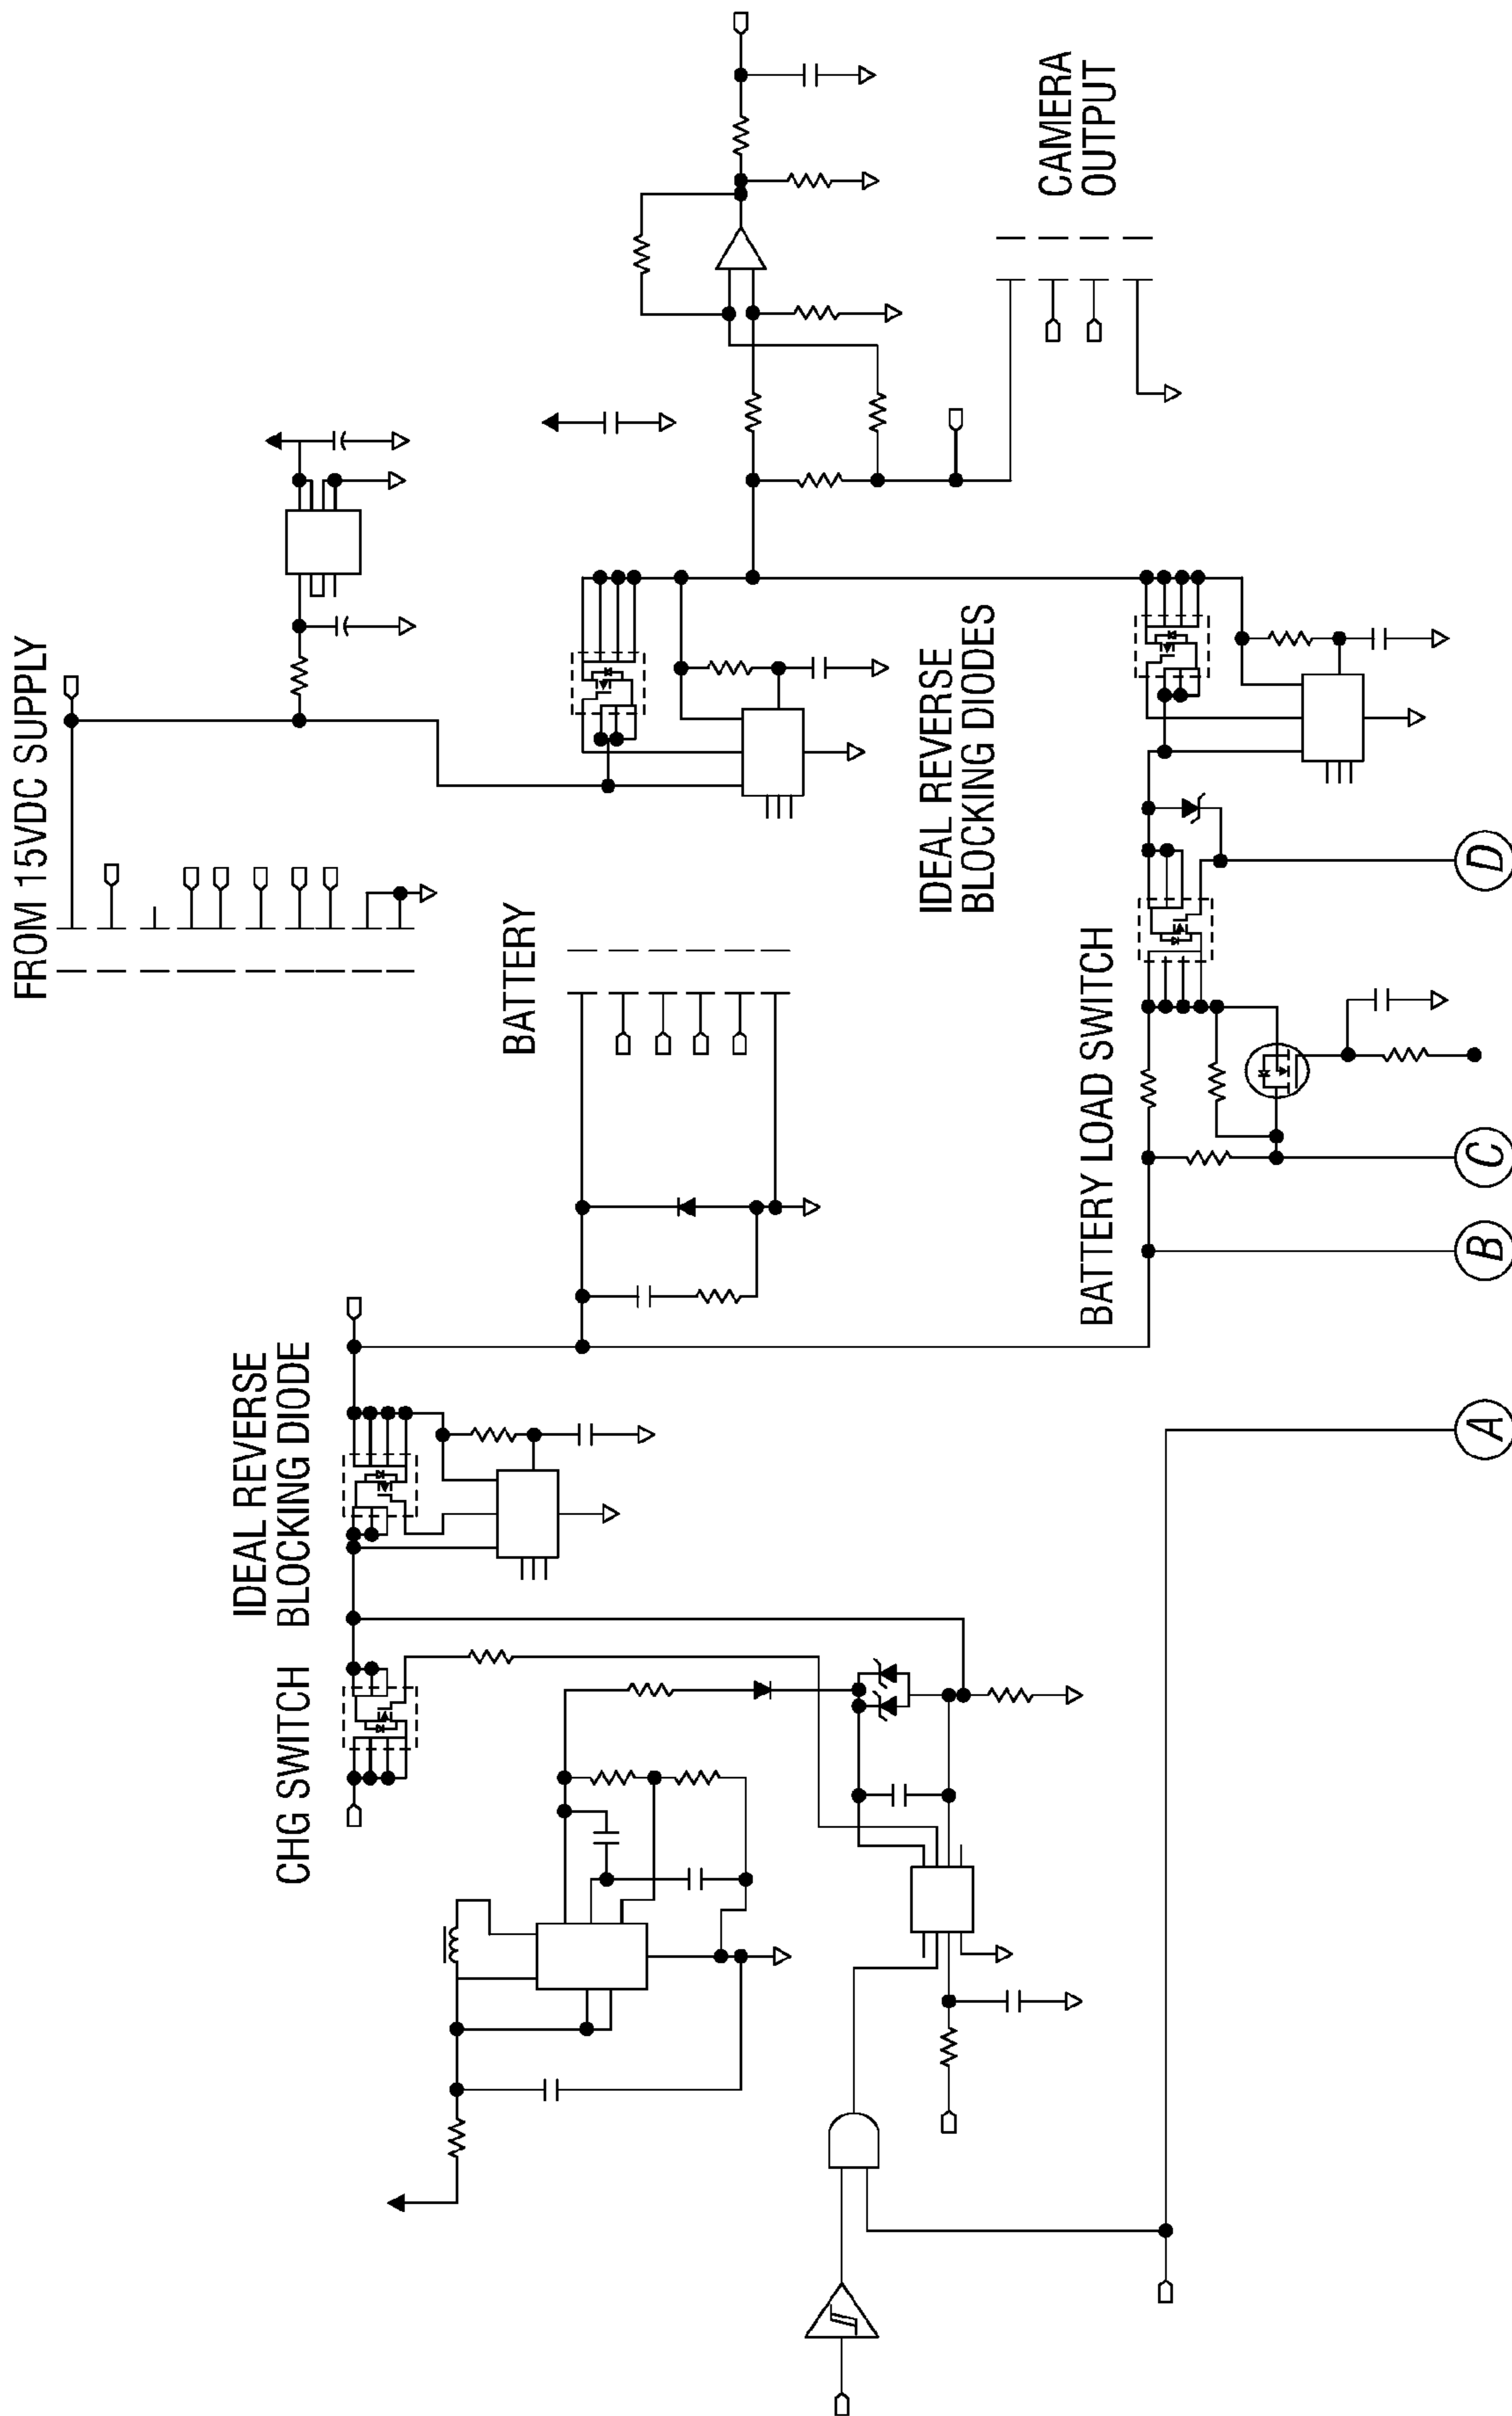 FROM 15VDC SUPPLY
IDEAL REVERSE
BLOCKING DIODE
CHG SWITCH
BATTERY
IDEAL REVERSE
BLOCKING DIODES
CAMERA
OUTPUT
BATTERY LOAD SWITCH
A
B
C
D